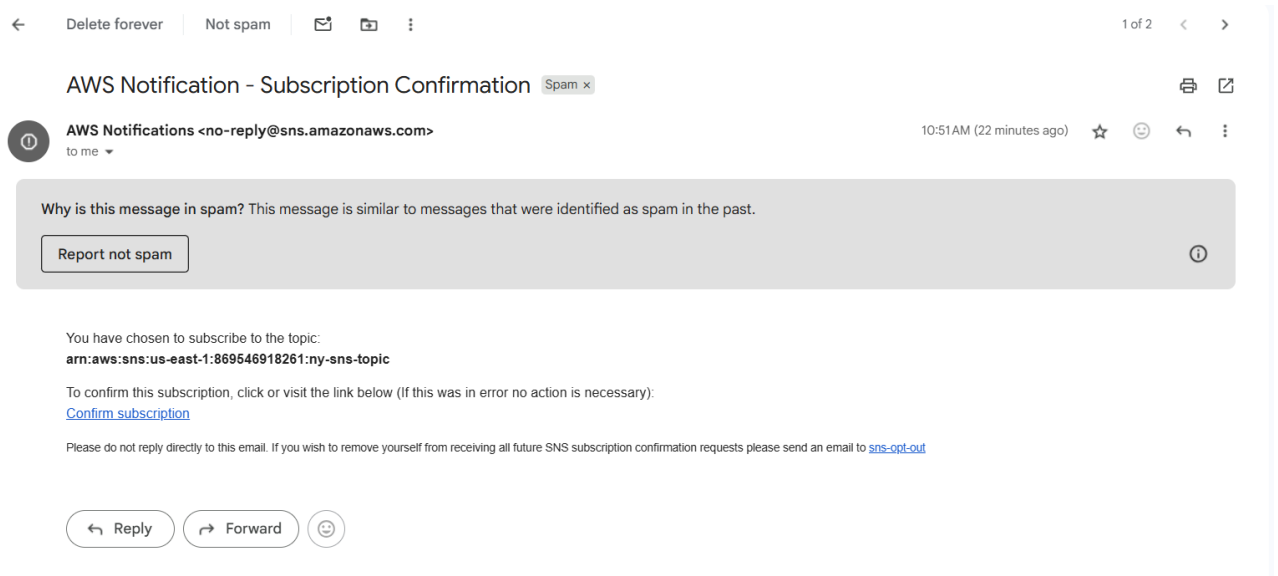 Delete forever Not spam 1 of 2
AWS Notification - Subscription Confirmation Spam ×
AWS Notifications <no-reply@sns.amazonaws.com> 10:51 AM (22 minutes ago)
to me
Why is this message in spam? This message is similar to messages that were identified as spam in the past.
Report not spam
You have chosen to subscribe to the topic:
arn:aws:sns:us-east-1:869546918261:ny-sns-topic
To confirm this subscription, click or visit the link below (If this was in error no action is necessary):
Confirm subscription
Please do not reply directly to this email. If you wish to remove yourself from receiving all future SNS subscription confirmation requests please send an email to sns-opt-out
Reply Forward